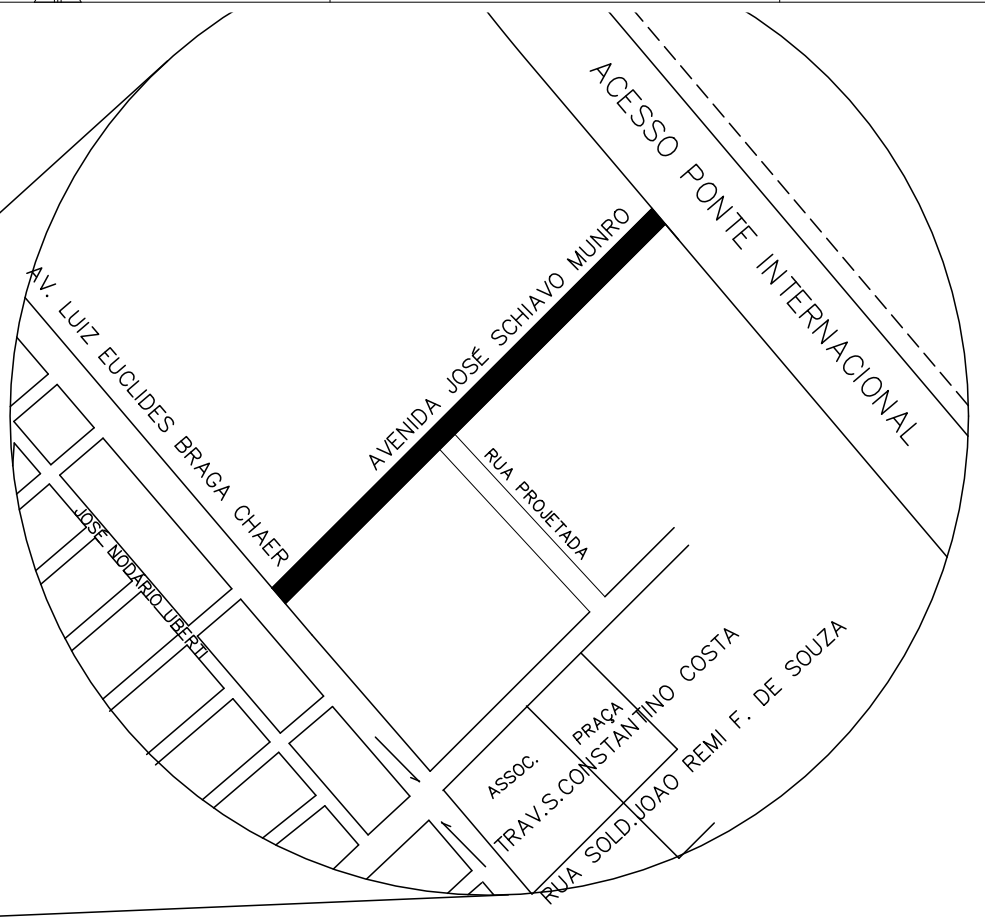 ACESSO PONTE INTERNACIONAL
AVENIDA JOSÉ SCHIAVO MUNRO
AV. LUIZ EUCLIDES BRAGA CHAER
RUA PROJETADA
JOSÉ NODARIO UBERTI
PRAÇA
ASSOC.
TRAV.S.CONSTANTINO COSTA
RUA SOLD.JOAO REMI F. DE SOUZA